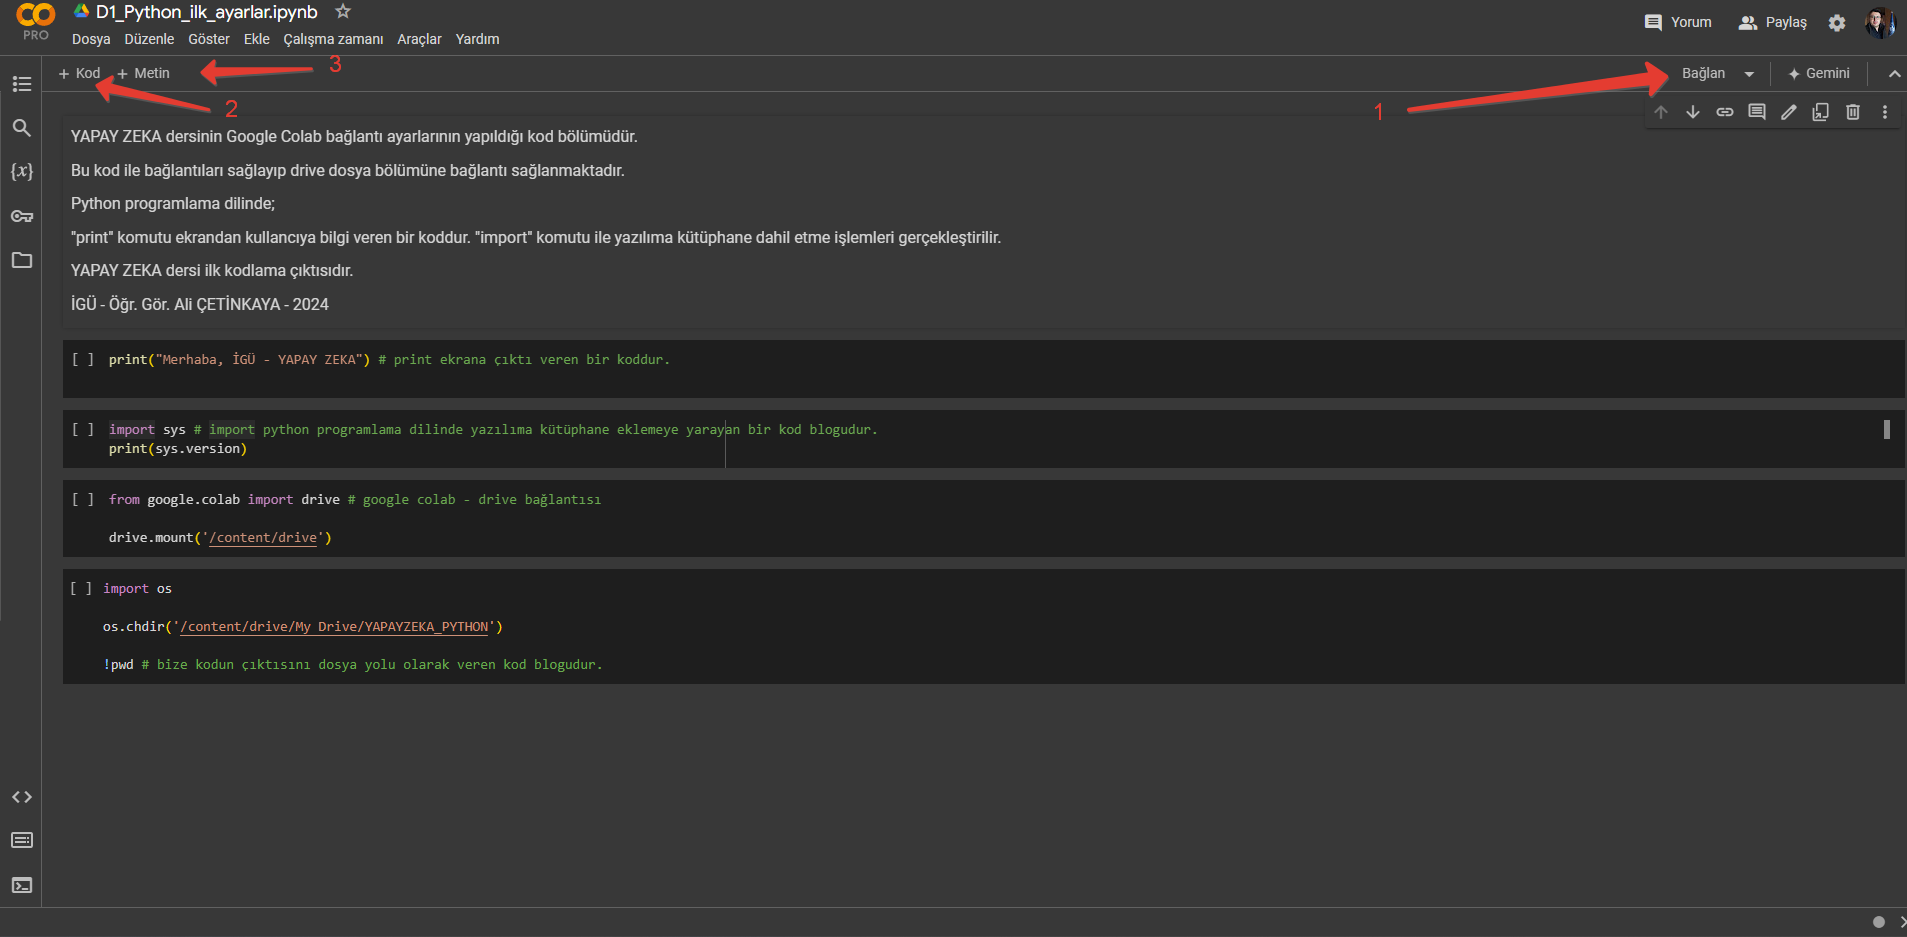 D1_Python_ilk_ayarlar.ipynb
PRO
Dosya Düzenle Göster Ekle Çalışma zamanı Araçlar Yardım
Yorum Paylaş
+ Kod + Metin
3
2
1
Bağlan Gemini
{x}
YAPAY ZEKA dersinin Google Colab bağlantı ayarlarının yapıldığı kod bölümüdür.
Bu kod ile bağlantıları sağlayıp drive dosya bölümüne bağlantı sağlanmaktadır.
Python programlama dilinde;
"print" komutu ekrandan kullancıya bilgi veren bir koddur. "import" komutu ile yazılıma kütüphane dahil etme işlemleri gerçekleştirilir.
YAPAY ZEKA dersi ilk kodlama çıktısıdır.
İGÜ - Öğr. Gör. Ali ÇETİNKAYA - 2024
[ ] print("Merhaba, İGÜ - YAPAY ZEKA") # print ekrana çıktı veren bir koddur.
[ ] import sys # import python programlama dilinde yazılıma kütüphane eklemeye yarayan bir kod blogudur.
print(sys.version)
[ ] from google.colab import drive # google colab - drive bağlantısı
drive.mount('/content/drive')
[ ] import os
os.chdir('/content/drive/My Drive/YAPAYZEKA_PYTHON')
!pwd # bize kodun çıktısını dosya yolu olarak veren kod blogudur.